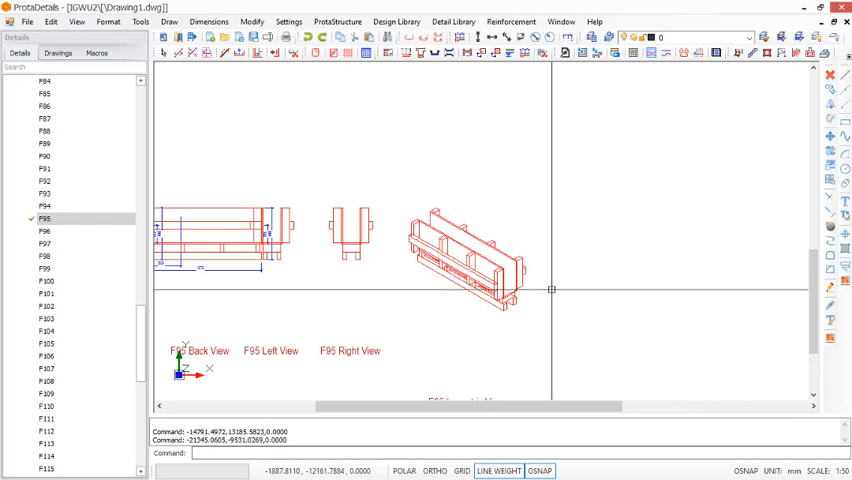 ProtaDetails - [IGWU2\[\Drawing1.dwg]
File Edit View Format Tools Draw Dimensions Modify Settings ProtaStructure Design Library Detail Library Reinforcement Window Help
Details
Details Drawings Macros
Search
0
F84
F85
F86
F87
F88
F89
F90
F91
F92
F93
F94
F95
F96
F97
F98
F99
F100
F101
F102
F103
F104
F105
F106
F107
F108
F109
F110
F111
F112
F113
F114
F115
F95 Back View F95 Left View F95 Right View
Y
Z X
Command: -14791.4972,13185.5823,0.0000
Command: -21345.0605,-9531.0269,0.0000
Command:
-1887.8110, -12161.7884, 0.0000 POLAR ORTHO GRID LINE WEIGHT OSNAP OSNAP UNIT: mm SCALE: 1:50